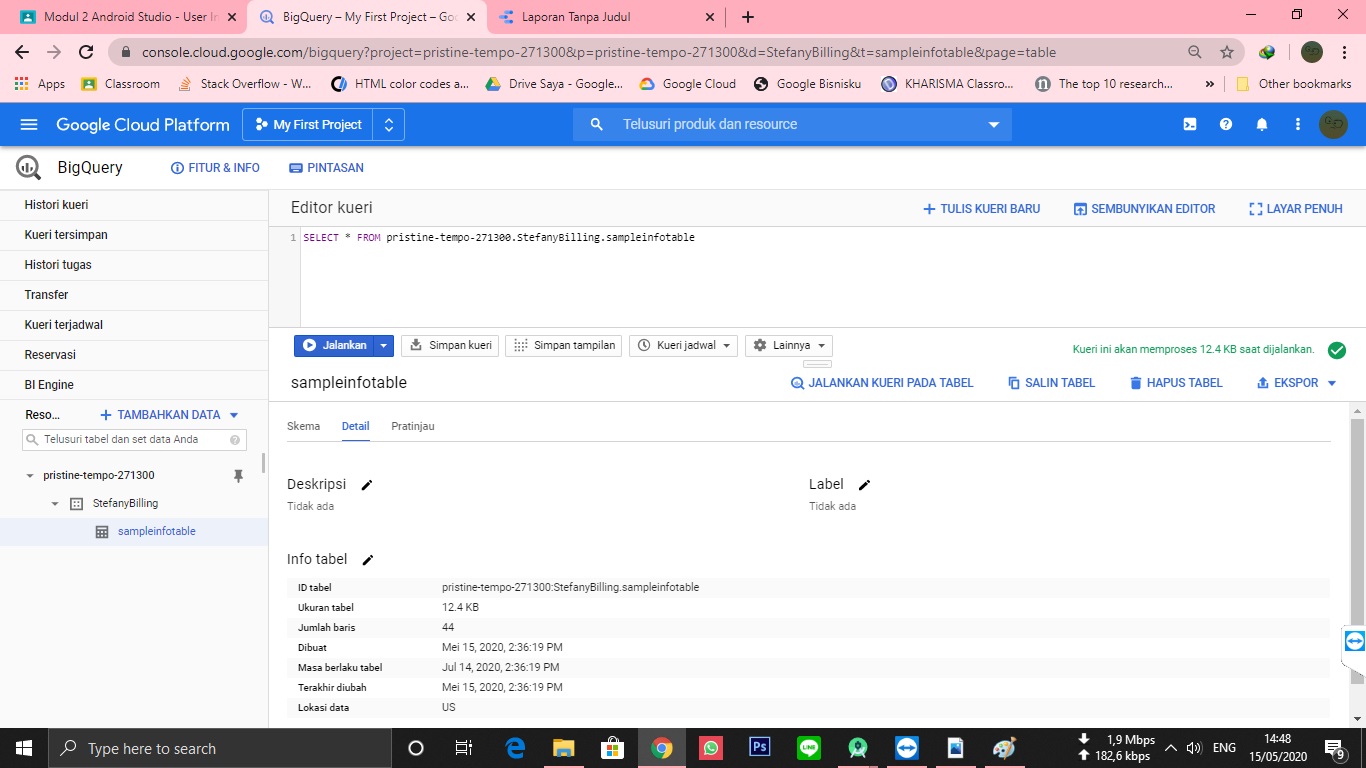 Modul 2 Android Studio - User In
BigQuery – My First Project – Goo
Laporan Tanpa Judul
console.cloud.google.com/bigquery?project=pristine-tempo-271300&p=pristine-tempo-271300&d=StefanyBilling&t=sampleinfotable&page=table
Apps Classroom Stack Overflow - W... HTML color codes a... Drive Saya - Google... Google Cloud Google Bisnisku KHARISMA Classro... The top 10 research... » Other bookmarks
Google Cloud Platform My First Project Telusuri produk dan resource
BigQuery FITUR & INFO PINTASAN
Histori kueri
Kueri tersimpan
Histori tugas
Transfer
Kueri terjadwal
Reservasi
BI Engine
Reso... TAMBAHKAN DATA
Telusuri tabel dan set data Anda
pristine-tempo-271300
StefanyBilling
sampleinfotable
Editor kueri TULIS KUERI BARU SEMBUNYIKAN EDITOR LAYAR PENUH
1 SELECT * FROM pristine-tempo-271300.StefanyBilling.sampleinfotable
Jalankan Simpan kueri Simpan tampilan Kueri jadwal Lainnya Kueri ini akan memproses 12.4 KB saat dijalankan.
sampleinfotable JALANKAN KUERI PADA TABEL SALIN TABEL HAPUS TABEL EKSPOR
Skema Detail Pratinjau
Deskripsi Label
Tidak ada Tidak ada
Info tabel
ID tabel pristine-tempo-271300:StefanyBilling.sampleinfotable
Ukuran tabel 12.4 KB
Jumlah baris 44
Dibuat Mei 15, 2020, 2:36:19 PM
Masa berlaku tabel Jul 14, 2020, 2:36:19 PM
Terakhir diubah Mei 15, 2020, 2:36:19 PM
Lokasi data US
Type here to search
Ps
LINE
1,9 Mbps
182,6 kbps
ENG
14:48
15/05/2020
9